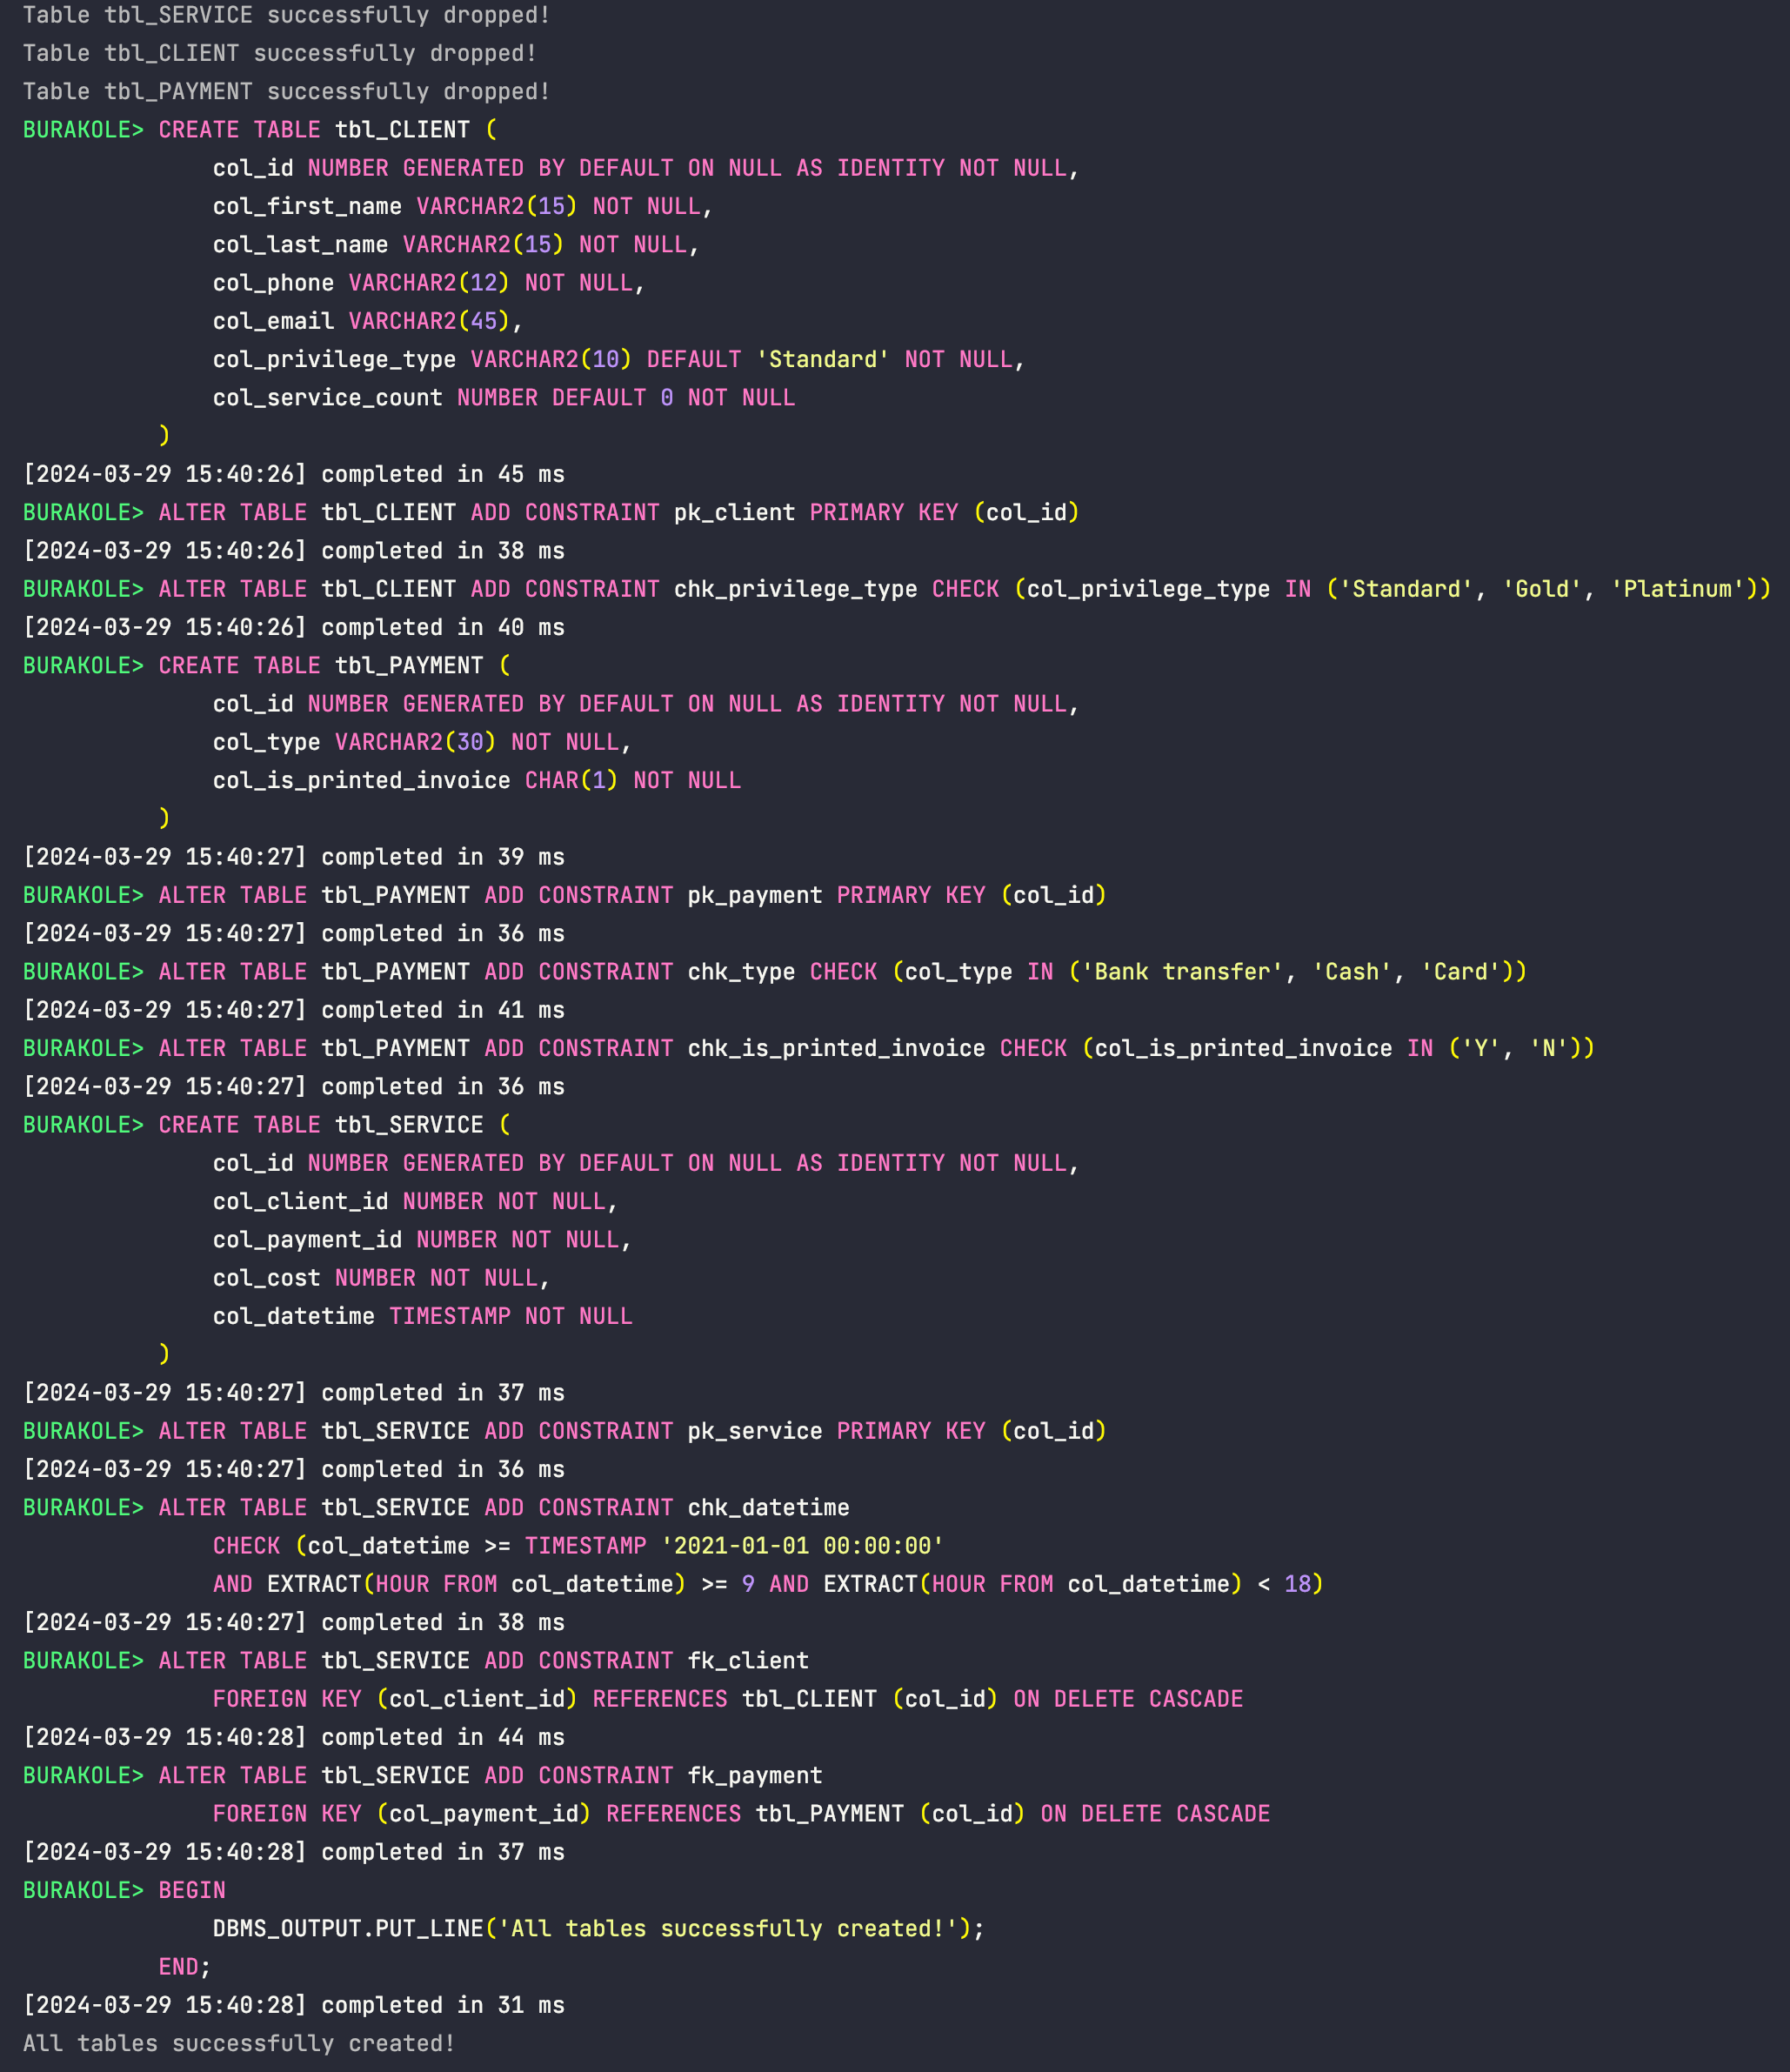 Table tbl_SERVICE successfully dropped!
Table tbl_CLIENT successfully dropped!
Table tbl_PAYMENT successfully dropped!
BURAKOLE> CREATE TABLE tbl_CLIENT (
              col_id NUMBER GENERATED BY DEFAULT ON NULL AS IDENTITY NOT NULL,
              col_first_name VARCHAR2(15) NOT NULL,
              col_last_name VARCHAR2(15) NOT NULL,
              col_phone VARCHAR2(12) NOT NULL,
              col_email VARCHAR2(45),
              col_privilege_type VARCHAR2(10) DEFAULT 'Standard' NOT NULL,
              col_service_count NUMBER DEFAULT 0 NOT NULL
          )
[2024-03-29 15:40:26] completed in 45 ms
BURAKOLE> ALTER TABLE tbl_CLIENT ADD CONSTRAINT pk_client PRIMARY KEY (col_id)
[2024-03-29 15:40:26] completed in 38 ms
BURAKOLE> ALTER TABLE tbl_CLIENT ADD CONSTRAINT chk_privilege_type CHECK (col_privilege_type IN ('Standard', 'Gold', 'Platinum'))
[2024-03-29 15:40:26] completed in 40 ms
BURAKOLE> CREATE TABLE tbl_PAYMENT (
              col_id NUMBER GENERATED BY DEFAULT ON NULL AS IDENTITY NOT NULL,
              col_type VARCHAR2(30) NOT NULL,
              col_is_printed_invoice CHAR(1) NOT NULL
          )
[2024-03-29 15:40:27] completed in 39 ms
BURAKOLE> ALTER TABLE tbl_PAYMENT ADD CONSTRAINT pk_payment PRIMARY KEY (col_id)
[2024-03-29 15:40:27] completed in 36 ms
BURAKOLE> ALTER TABLE tbl_PAYMENT ADD CONSTRAINT chk_type CHECK (col_type IN ('Bank transfer', 'Cash', 'Card'))
[2024-03-29 15:40:27] completed in 41 ms
BURAKOLE> ALTER TABLE tbl_PAYMENT ADD CONSTRAINT chk_is_printed_invoice CHECK (col_is_printed_invoice IN ('Y', 'N'))
[2024-03-29 15:40:27] completed in 36 ms
BURAKOLE> CREATE TABLE tbl_SERVICE (
              col_id NUMBER GENERATED BY DEFAULT ON NULL AS IDENTITY NOT NULL,
              col_client_id NUMBER NOT NULL,
              col_payment_id NUMBER NOT NULL,
              col_cost NUMBER NOT NULL,
              col_datetime TIMESTAMP NOT NULL
          )
[2024-03-29 15:40:27] completed in 37 ms
BURAKOLE> ALTER TABLE tbl_SERVICE ADD CONSTRAINT pk_service PRIMARY KEY (col_id)
[2024-03-29 15:40:27] completed in 36 ms
BURAKOLE> ALTER TABLE tbl_SERVICE ADD CONSTRAINT chk_datetime
              CHECK (col_datetime >= TIMESTAMP '2021-01-01 00:00:00'
              AND EXTRACT(HOUR FROM col_datetime) >= 9 AND EXTRACT(HOUR FROM col_datetime) < 18)
[2024-03-29 15:40:27] completed in 38 ms
BURAKOLE> ALTER TABLE tbl_SERVICE ADD CONSTRAINT fk_client
              FOREIGN KEY (col_client_id) REFERENCES tbl_CLIENT (col_id) ON DELETE CASCADE
[2024-03-29 15:40:28] completed in 44 ms
BURAKOLE> ALTER TABLE tbl_SERVICE ADD CONSTRAINT fk_payment
              FOREIGN KEY (col_payment_id) REFERENCES tbl_PAYMENT (col_id) ON DELETE CASCADE
[2024-03-29 15:40:28] completed in 37 ms
BURAKOLE> BEGIN
              DBMS_OUTPUT.PUT_LINE('All tables successfully created!');
          END;
[2024-03-29 15:40:28] completed in 31 ms
All tables successfully created!